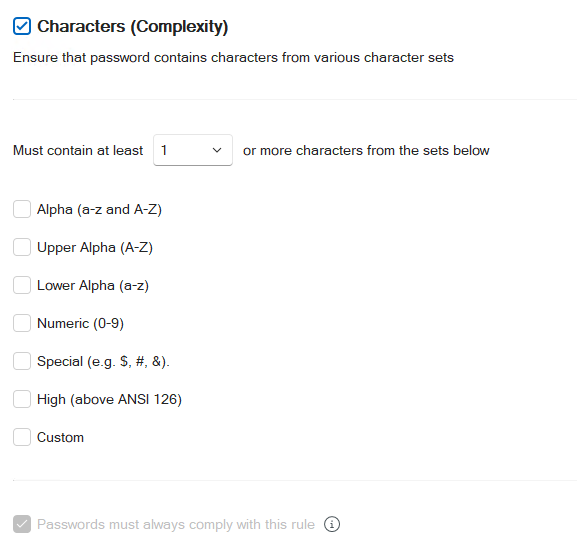 Characters (Complexity)
Ensure that password contains characters from various character sets
Must contain at least 1 or more characters from the sets below
Alpha (a-z and A-Z)
Upper Alpha (A-Z)
Lower Alpha (a-z)
Numeric (0-9)
Special (e.g. $, #, &).
High (above ANSI 126)
Custom
Passwords must always comply with this rule